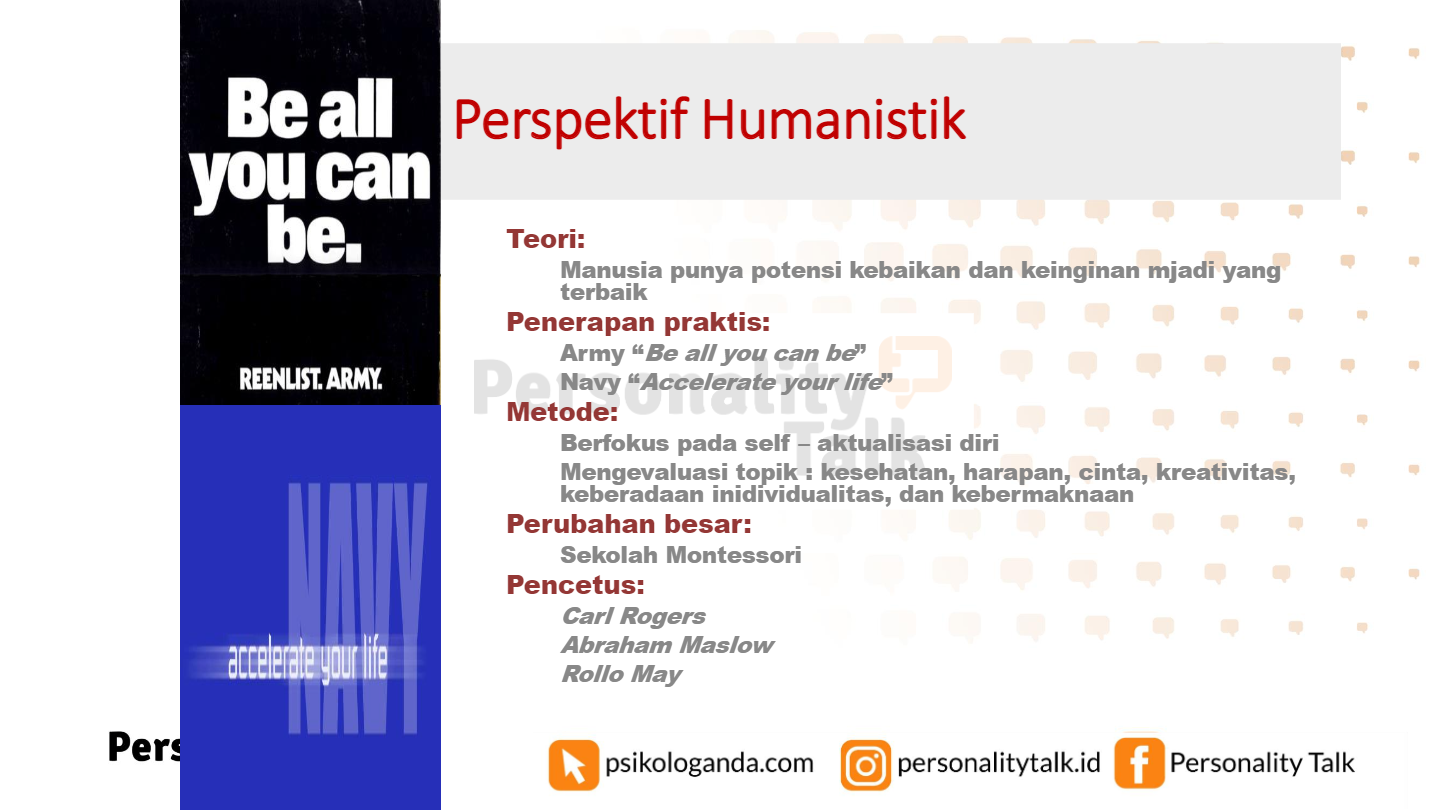 Be all
you can
be.
REENLIST. ARMY.
NAVY
accelerate your life
Perspektif Humanistik
Teori:
Manusia punya potensi kebaikan dan keinginan mjadi yang
terbaik
Penerapan praktis:
Army “Be all you can be”
Navy “Accelerate your life”
Metode:
Berfokus pada self – aktualisasi diri
Mengevaluasi topik : kesehatan, harapan, cinta, kreativitas,
keberadaan inidividualitas, dan kebermaknaan
Perubahan besar:
Sekolah Montessori
Pencetus:
Carl Rogers
Abraham Maslow
Rollo May
Personality
Talk
Pers
psikologanda.com
personalitytalk.id
Personality Talk